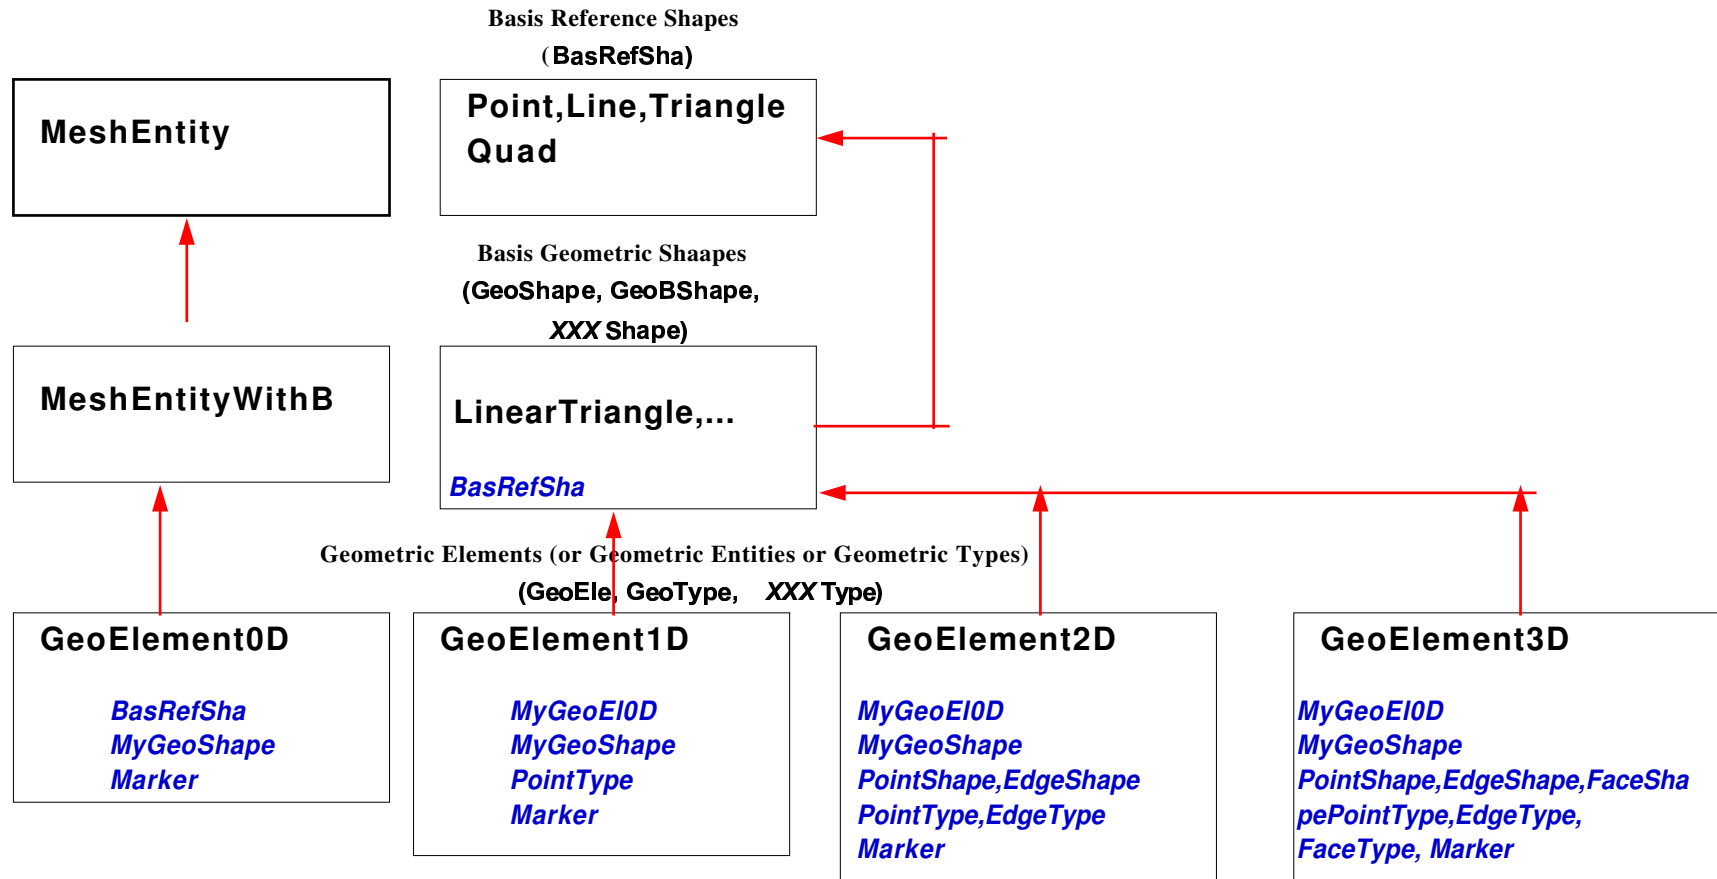 Basis Reference Shapes
(BasRefSha)
MeshEntity
Point,Line,Triangle
Quad
Basis Geometric Shaapes
(GeoShape, GeoBShape,
XXX Shape)
MeshEntityWithB
LinearTriangle,...
BasRefSha
Geometric Elements (or Geometric Entities or Geometric Types)
(GeoEle, GeoType, XXX Type)
GeoElement0D
BasRefSha
MyGeoShape
Marker
GeoElement1D
MyGeoEl0D
MyGeoShape
PointType
Marker
GeoElement2D
MyGeoEl0D
MyGeoShape
PointShape,EdgeShape
PointType,EdgeType
Marker
GeoElement3D
MyGeoEl0D
MyGeoShape
PointShape,EdgeShape,FaceSha
pePointType,EdgeType,
FaceType, Marker